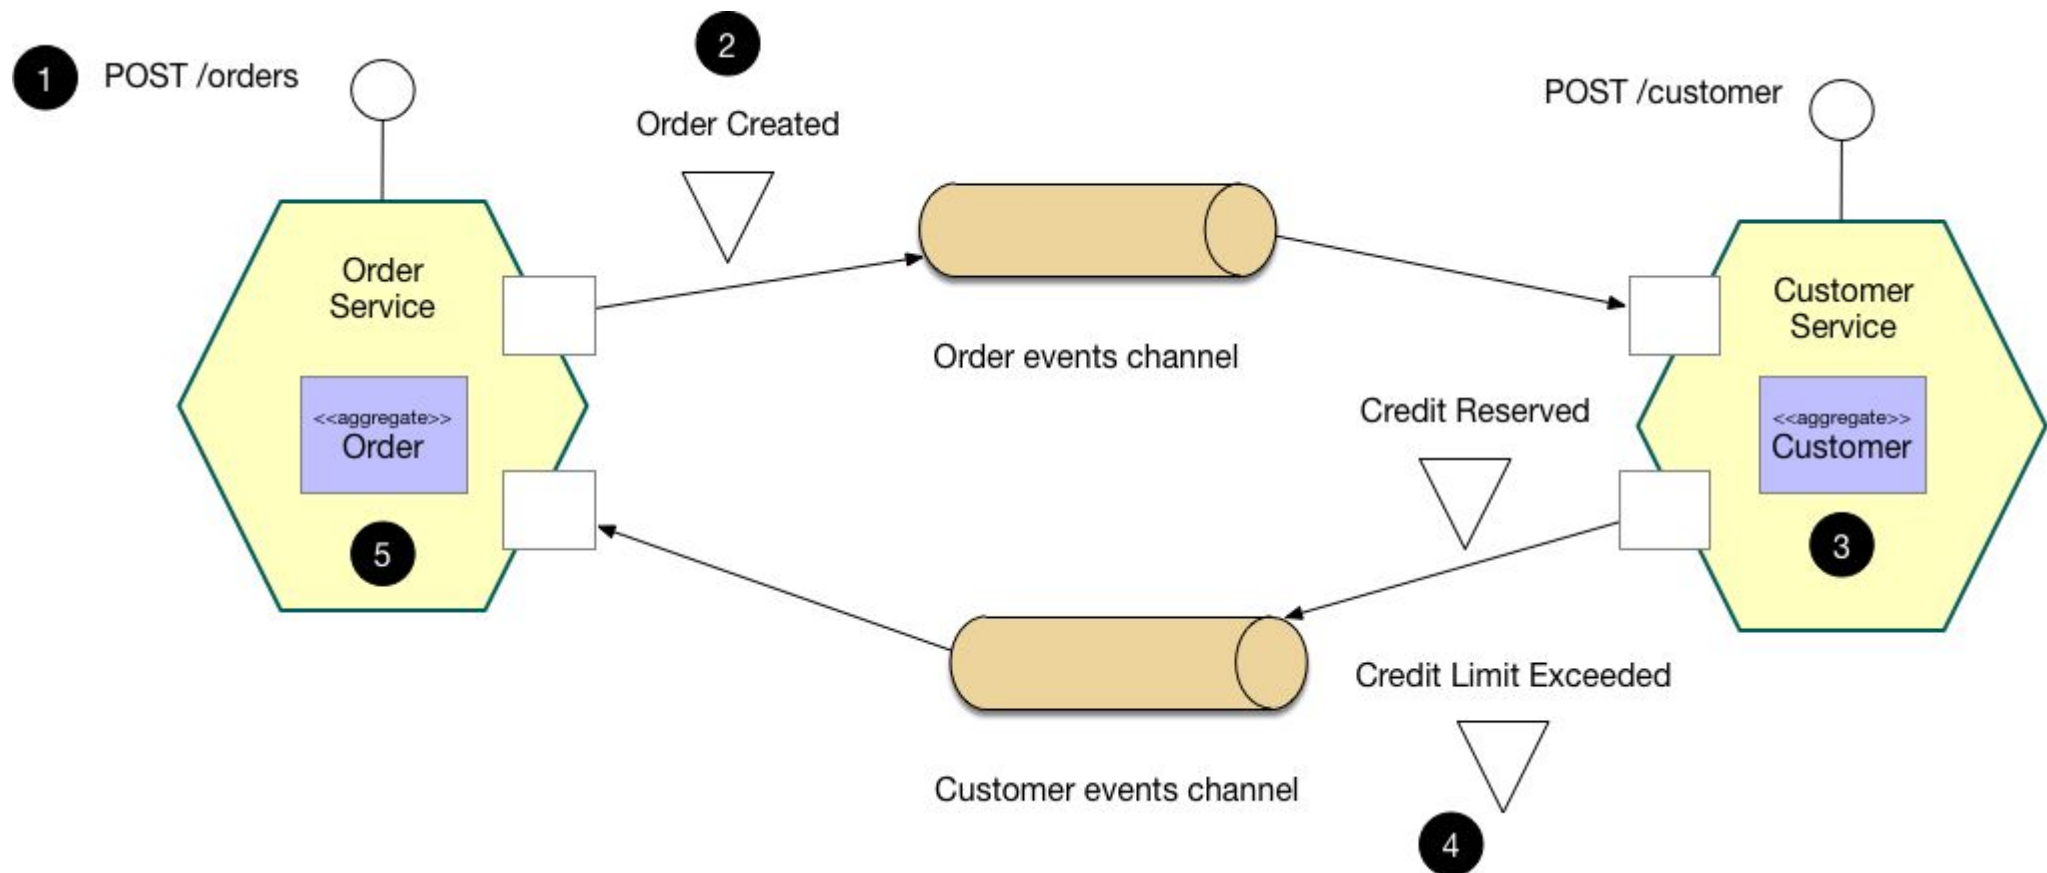 2
1
POST /orders
POST /customer
Order Created
Order
Service
Customer
Service
Order events channel
<<aggregate>>
Order
Credit Reserved
<<aggregate>>
Customer
5
3
Credit Limit Exceeded
Customer events channel
4